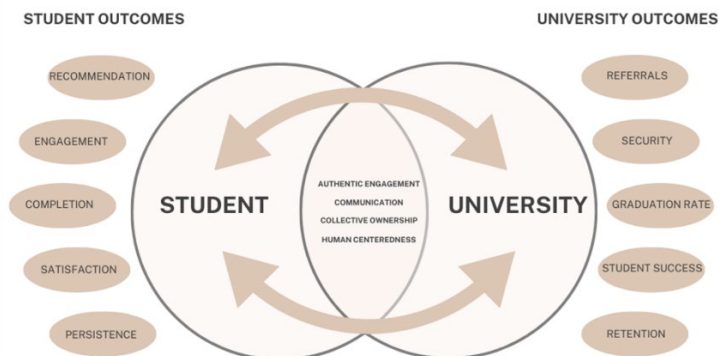 STUDENT OUTCOMES
UNIVERSITY OUTCOMES
RECOMMENDATION
ENGAGEMENT
COMPLETION
SATISFACTION
PERSISTENCE
STUDENT
AUTHENTIC ENGAGEMENT
COMMUNICATION
COLLECTIVE OWNERSHIP
HUMAN CENTEREDNESS
UNIVERSITY
REFERRALS
SECURITY
GRADUATION RATE
STUDENT SUCCESS
RETENTION